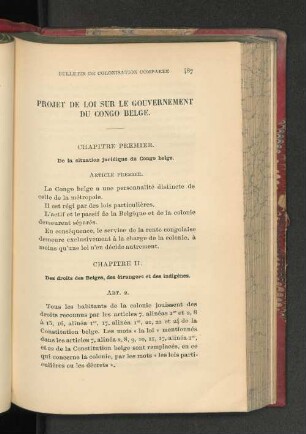 BULLETIN DE COLONISATION COMPARÉE 487
PROJET DE LOI SUR LE GOUVERNEMENT
DU CONGO BELGE.
CHAPITRE PREMIER.
De la situation juridique du Congo belge.
ARTICLE PREMIER.
Le Congo belge a une personnalité distincte de
celle de la métropole.
Il est régi par des lois particulières.
L'actif et le passif de la Belgique et de la colonie
demeurent séparés.
En conséquence, le service de la rente congolaise
demeure exclusivement à la charge de la colonie, à
moins qu'une loi n'en décide autrement.
CHAPITRE II:
Des droits des Belges, des étrangers et des indigènes.
ART. 2.
Tous les habitants de la colonie jouissent des
droits reconnus par les articles 7, alinéas 1er et 2, 8
à 15, 16, alinéa 1er, 17, alinéa 1er, 21, 22 et 24 de la
Constitution belge. Les mots « la loi » mentionnés
dans les articles 7, alinéa 2, 8, 9, 10, 12, 17, alinéa 1er,
et 22 de la Constitution belge sont remplacés, en ce
qui concerne la colonie, par les mots « les lois parti-
culières ou les décrets ».